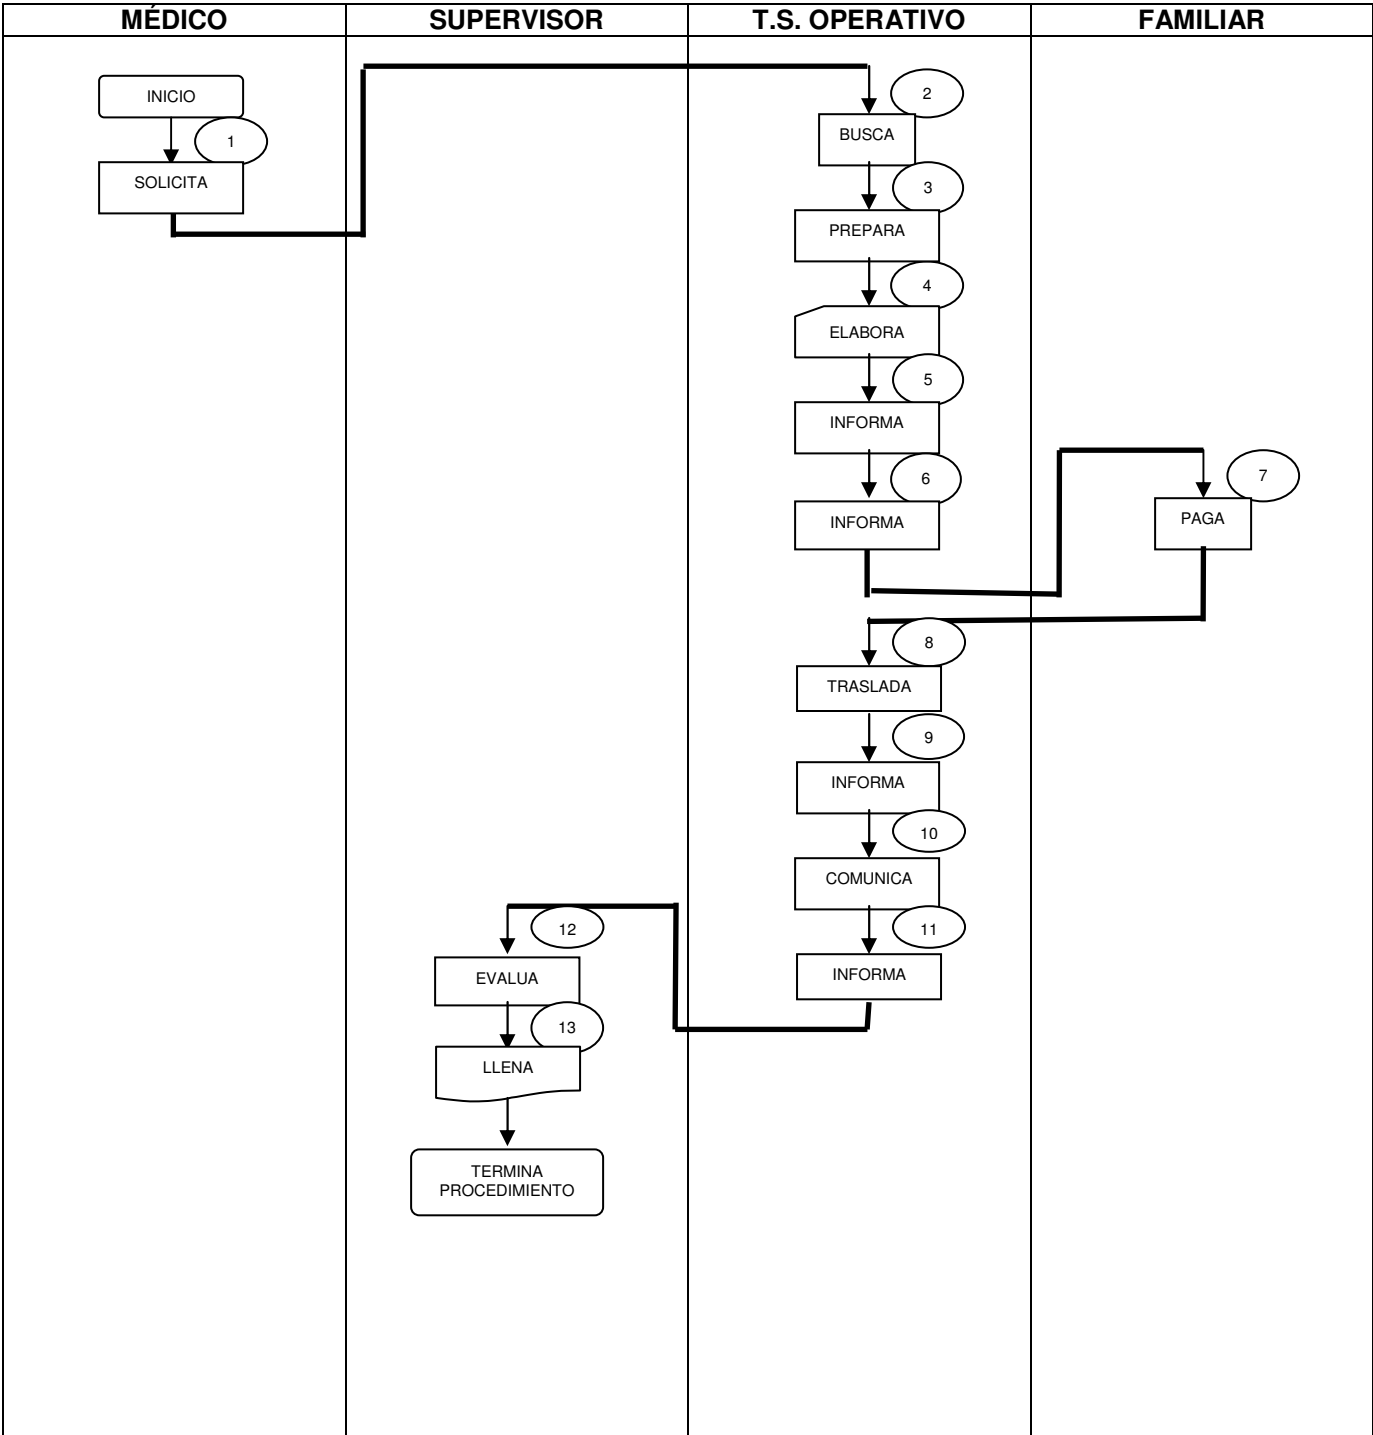 MÉDICO SUPERVISOR T.S. OPERATIVO FAMILIAR
INICIO
1
SOLICITA
2
BUSCA
3
PREPARA
4
ELABORA
5
INFORMA
6
INFORMA
7
PAGA
8
TRASLADA
9
INFORMA
10
COMUNICA
11
INFORMA
12
EVALUA
13
LLENA
TERMINA
PROCEDIMIENTO